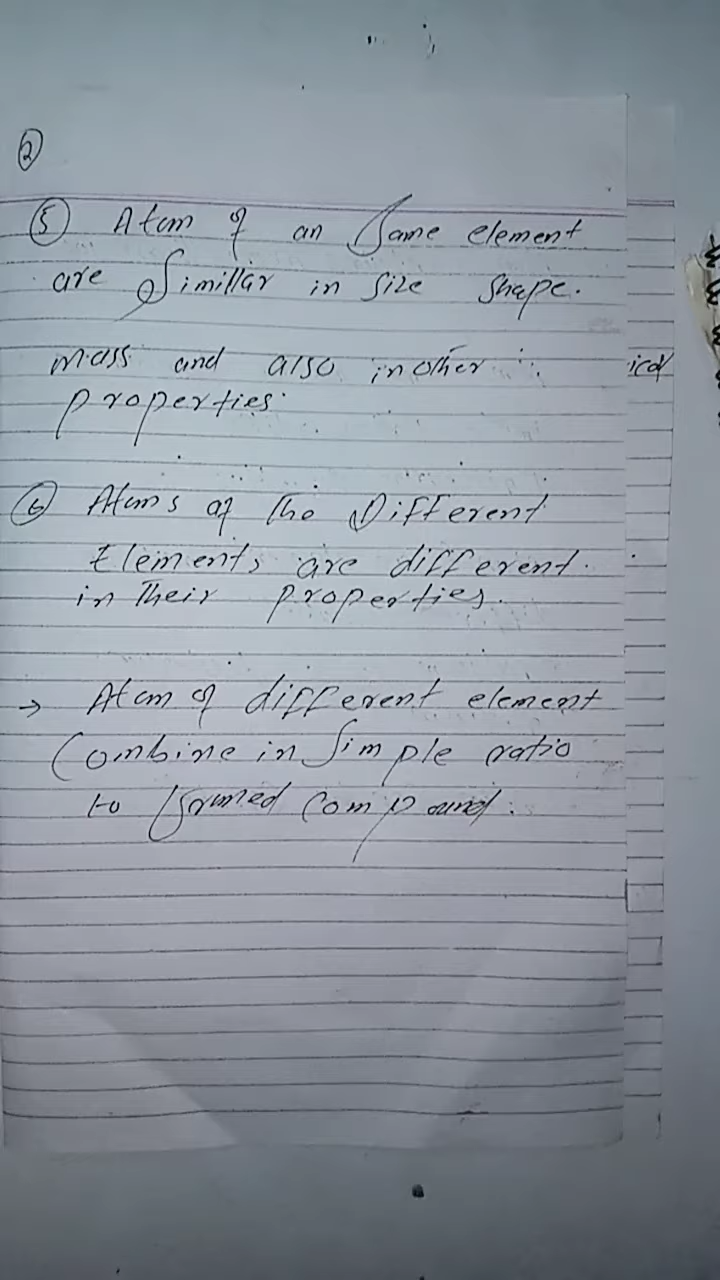 ②
⑤ Atom of an Same element
are Simillar in Size Shape.
mass and also in other
ical
properties.
⑥ Atoms of the Different
Elements are different.
in Their properties.
→ Atom of different element
Combine in Simple ratio
to formed Compound.